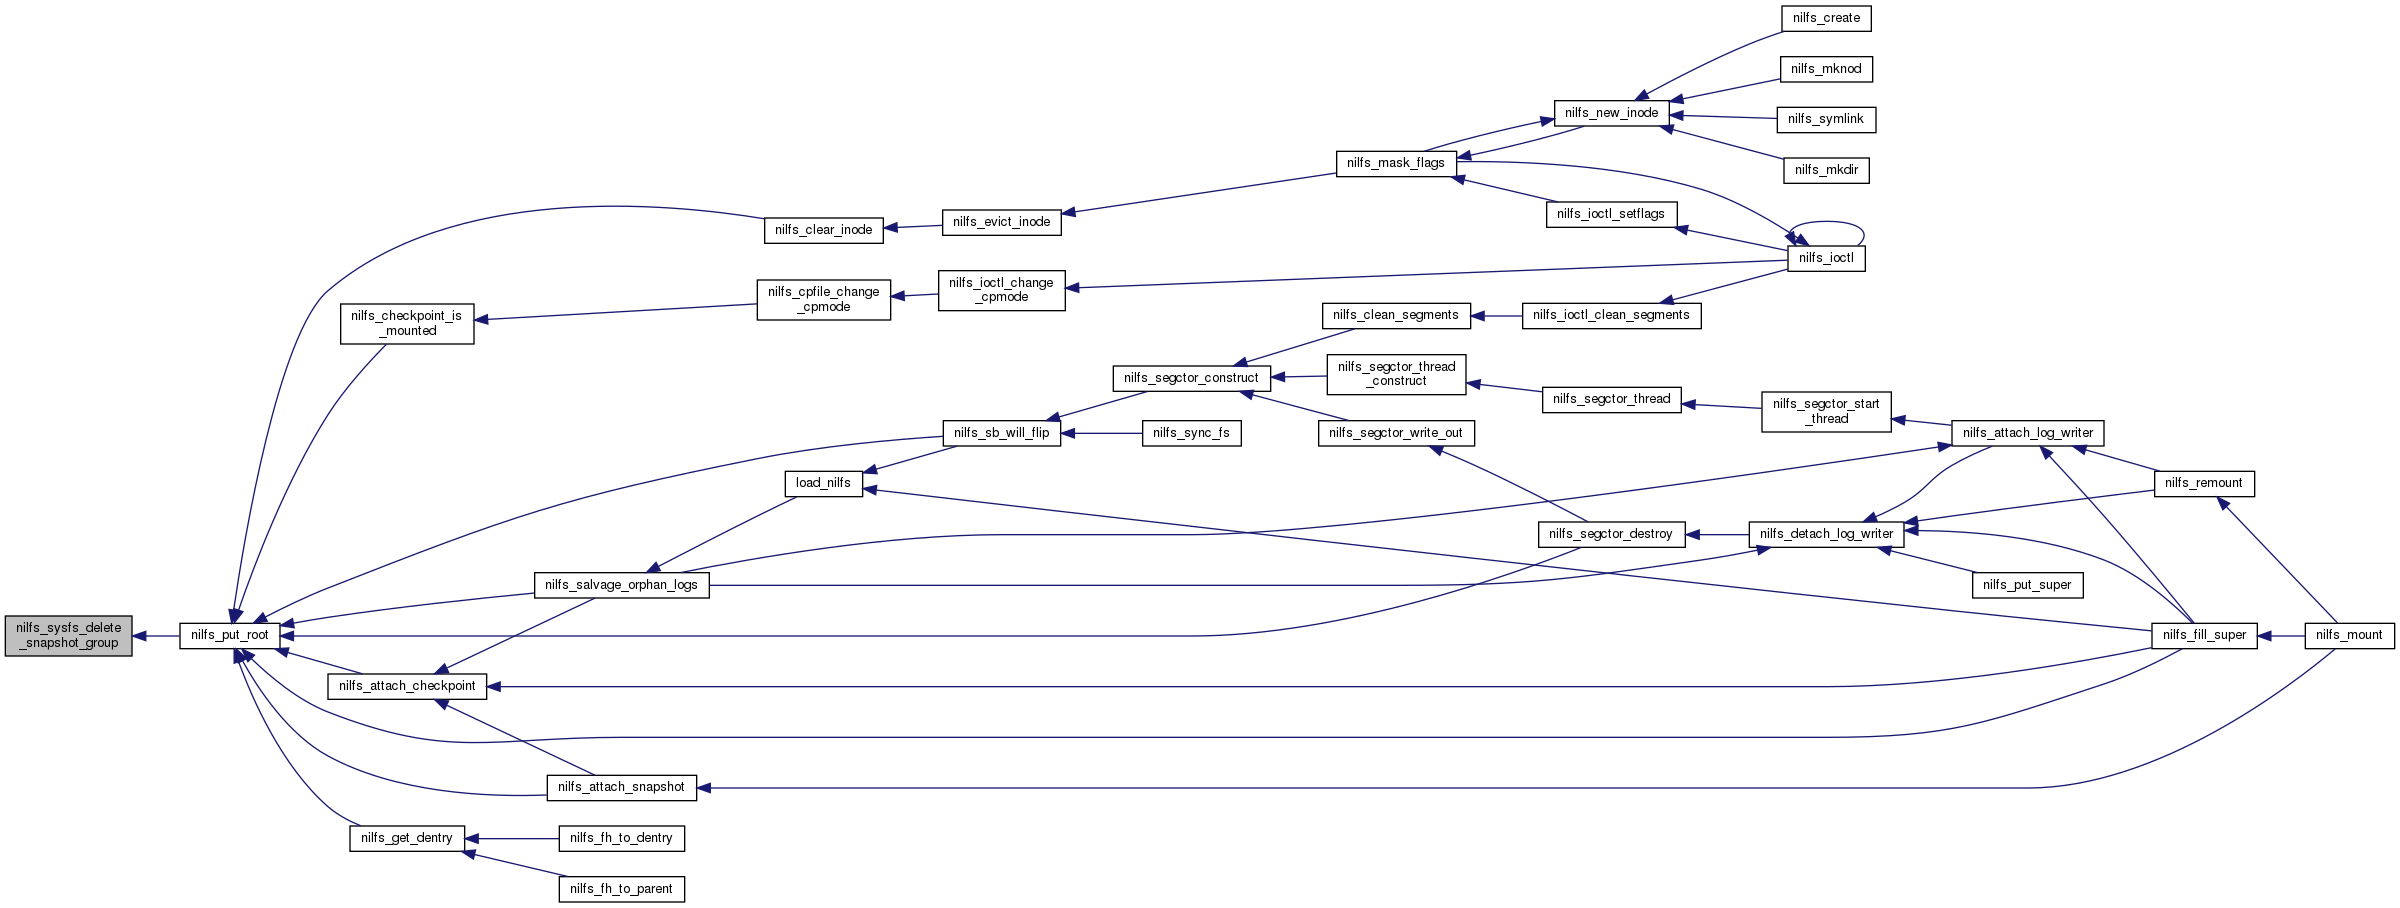 nilfs_create
nilfs_mknod
nilfs_new_inode
nilfs_symlink
nilfs_mask_flags
nilfs_mkdir
nilfs_ioctl_setflags
nilfs_evict_inode
nilfs_clear_inode
nilfs_ioctl
nilfs_ioctl_change
_cpmode
nilfs_cpfile_change
_cpmode
nilfs_checkpoint_is
_mounted
nilfs_clean_segments
nilfs_ioctl_clean_segments
nilfs_segctor_construct
nilfs_segctor_thread
_construct
nilfs_segctor_thread
nilfs_segctor_start
_thread
nilfs_sb_will_flip
nilfs_sync_fs
nilfs_segctor_write_out
nilfs_attach_log_writer
load_nilfs
nilfs_remount
nilfs_segctor_destroy
nilfs_detach_log_writer
nilfs_salvage_orphan_logs
nilfs_put_super
nilfs_sysfs_delete
_snapshot_group
nilfs_put_root
nilfs_fill_super
nilfs_mount
nilfs_attach_checkpoint
nilfs_attach_snapshot
nilfs_get_dentry
nilfs_fh_to_dentry
nilfs_fh_to_parent